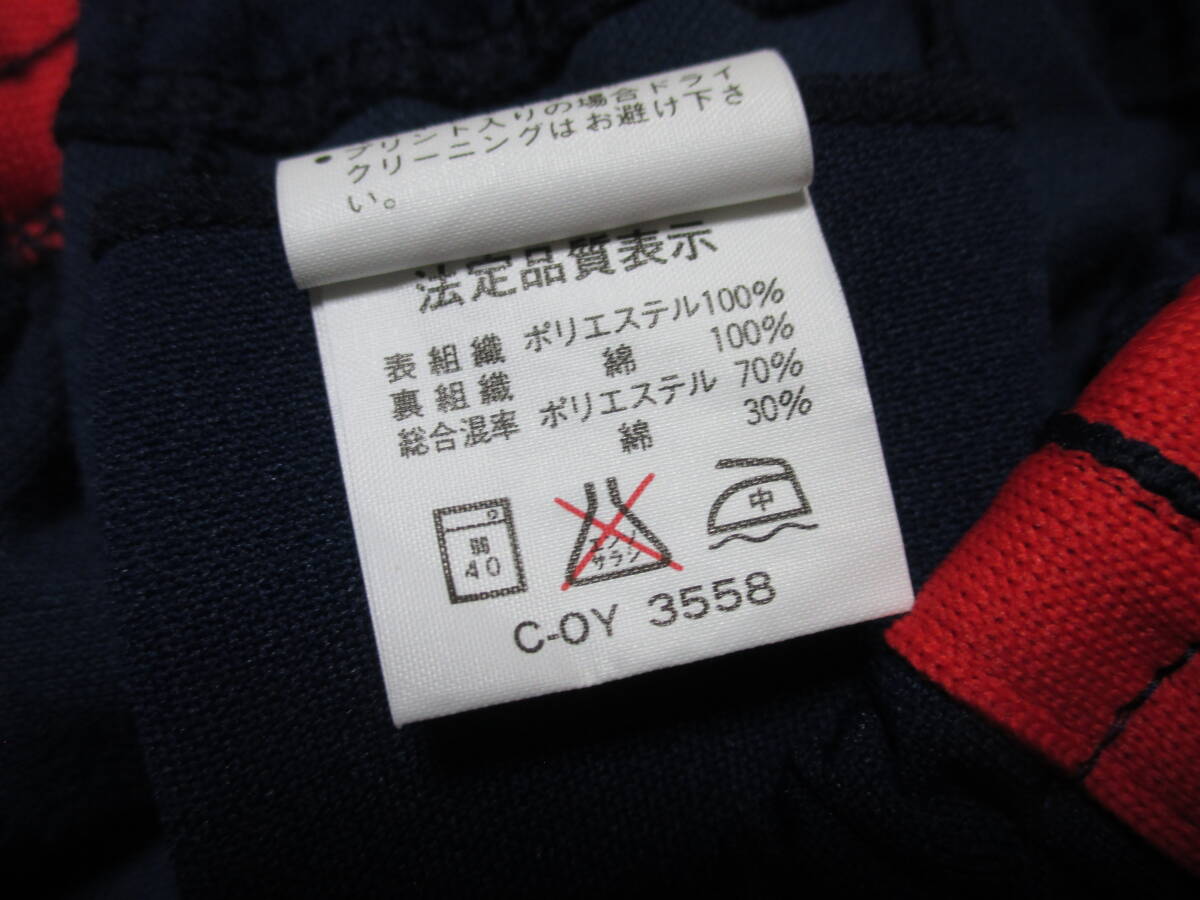 ・プリント入りの場合ドライ
クリーニングはお避け下さ
い。
法定品質表示
表組織 ポリエステル100%
裏組織 綿 100%
総合混率 ポリエステル 70%
綿 30%
40
エンソ
サラシ
中
C-OY 3558